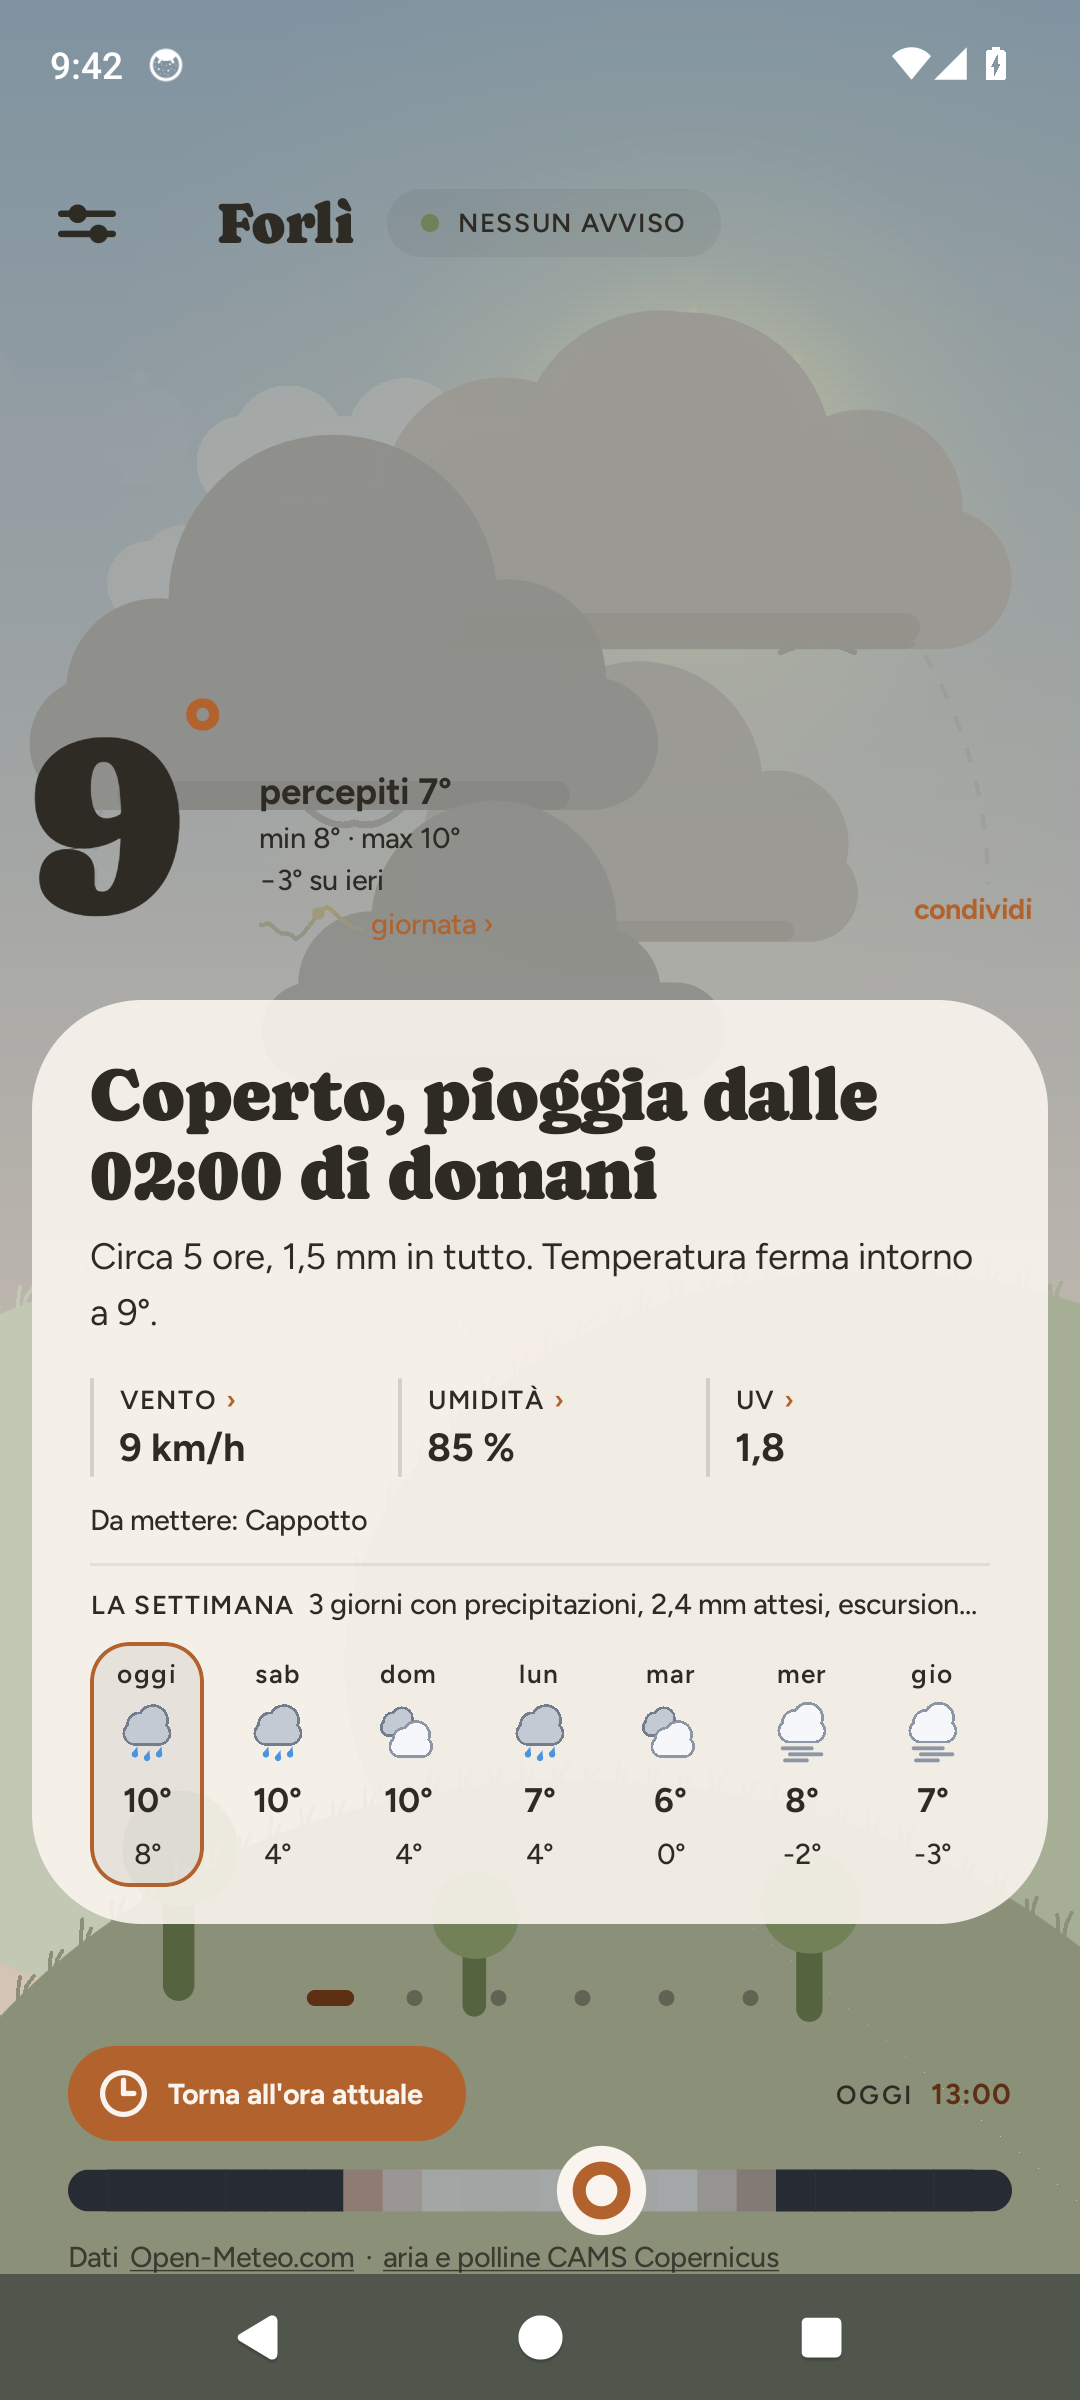 9:42
Forlì
NESSUN AVVISO
9°
percepiti 7°
min 8° · max 10°
−3° su ieri
giornata ›
condividi
Coperto, pioggia dalle
02:00 di domani
Circa 5 ore, 1,5 mm in tutto. Temperatura ferma intorno
a 9°.
VENTO › UMIDITÀ › UV ›
9 km/h 85 % 1,8
Da mettere: Cappotto
LA SETTIMANA 3 giorni con precipitazioni, 2,4 mm attesi, escursion...
oggi sab dom lun mar mer gio
10° 10° 10° 7° 6° 8° 7°
8° 4° 4° 4° 0° -2° -3°
Torna all'ora attuale
OGGI 13:00
Dati Open-Meteo.com · aria e polline CAMS Copernicus